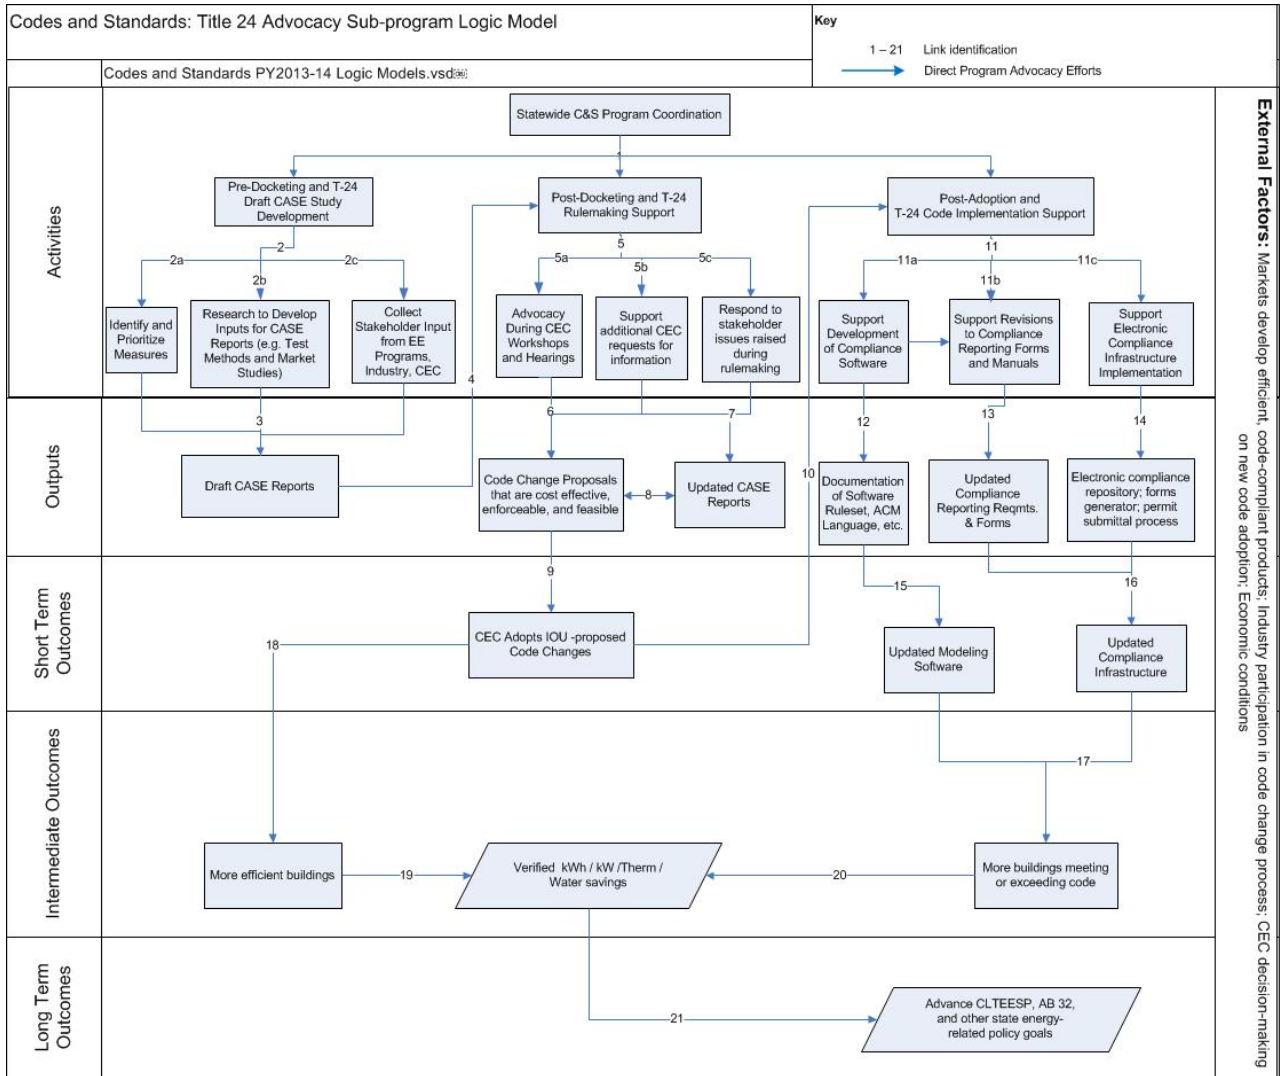 Codes and Standards: Title 24 Advocacy Sub-program Logic Model
Key
1 – 21 Link identification
Direct Program Advocacy Efforts
Codes and Standards PY2013-14 Logic Models.vsd
External Factors: Markets develop efficient, code-compliant products; Industry participation in code change process; CEC decision-making
on new code adoption; Economic conditions
Activities
Statewide C&S Program Coordination
1
Pre-Docketing and T-24
Draft CASE Study
Development
Post-Docketing and T-24
Rulemaking Support
Post-Adoption and
T-24 Code Implementation Support
2
2a
2b
2c
5
5a
5b
5c
11
11a
11b
11c
Identify and
Prioritize
Measures
Research to Develop
Inputs for CASE
Reports (e.g. Test
Methods and Market
Studies)
Collect
Stakeholder Input
from EE
Programs,
Industry, CEC
Advocacy
During CEC
Workshops
and Hearings
Support
additional CEC
requests for
information
Respond to
stakeholder
issues raised
during
rulemaking
Support
Development
of Compliance
Software
Support Revisions
to Compliance
Reporting Forms
and Manuals
Support
Electronic
Compliance
Infrastructure
Implementation
4
Outputs
3
6
7
12
13
14
10
Draft CASE Reports
Code Change Proposals
that are cost effective,
enforceable, and feasible
8
Updated CASE
Reports
Documentation
of Software
Ruleset, ACM
Language, etc.
Updated
Compliance
Reporting Reqmts.
& Forms
Electronic compliance
repository; forms
generator; permit
submittal process
Short Term
Outcomes
9
15
16
18
CEC Adopts IOU -proposed
Code Changes
Updated Modeling
Software
Updated
Compliance
Infrastructure
Intermediate Outcomes
17
More efficient buildings
19
Verified kWh / kW /Therm /
Water savings
20
More buildings meeting
or exceeding code
Long Term
Outcomes
21
Advance CLTEESP, AB 32,
and other state energy-
related policy goals